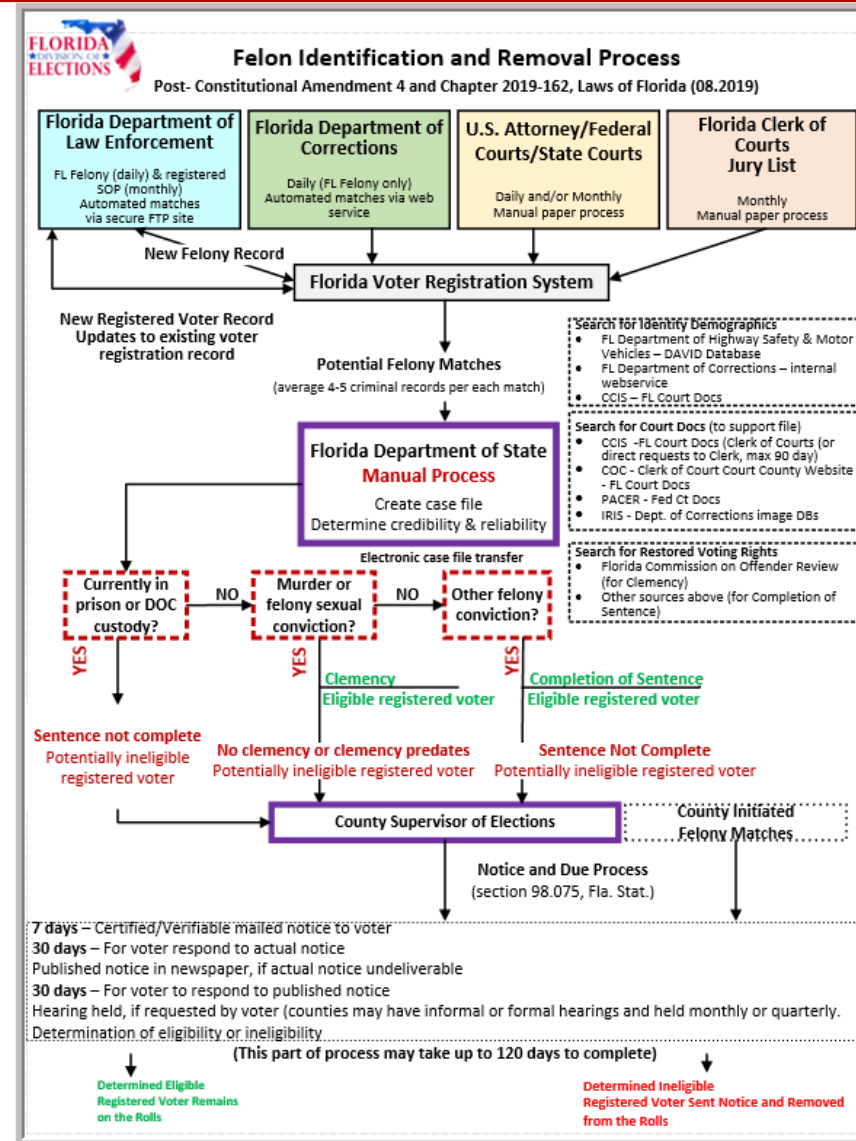 FLORIDA
DIVISION OF
ELECTIONS
Felon Identification and Removal Process
Post- Constitutional Amendment 4 and Chapter 2019-162, Laws of Florida (08.2019)
Florida Department of
Law Enforcement
FL Felony (daily) & registered
SOP (monthly)
Automated matches
via secure FTP site
Florida Department of
Corrections
Daily (FL Felony only)
Automated matches via web
service
U.S. Attorney/Federal
Courts/State Courts
Daily and/or Monthly
Manual paper process
Florida Clerk of
Courts
Jury List
Monthly
Manual paper process
New Felony Record
Florida Voter Registration System
New Registered Voter Record
Updates to existing voter
registration record
Potential Felony Matches
(average 4-5 criminal records per each match)
Search for Identity Demographics
• FL Department of Highway Safety & Motor
Vehicles – DAVID Database
• FL Department of Corrections – internal
webservice
• CCIS – FL Court Docs
Florida Department of State
Manual Process
Create case file
Determine credibility & reliability
Search for Court Docs (to support file)
• CCIS -FL Court Docs (Clerk of Courts (or
direct requests to Clerk, max 90 day)
• COC - Clerk of Court Court County Website
- FL Court Docs
• PACER - Fed Ct Docs
• IRIS - Dept. of Corrections image DBs
Electronic case file transfer
Search for Restored Voting Rights
• Florida Commission on Offender Review
(for Clemency)
• Other sources above (for Completion of
Sentence)
Currently in
prison or DOC
custody?
NO
Murder or
felony sexual
conviction?
NO
Other felony
conviction?
YES
YES
YES
Clemency
Eligible registered voter
Completion of Sentence
Eligible registered voter
Sentence not complete
Potentially ineligible
registered voter
No clemency or clemency predates
Potentially ineligible registered voter
Sentence Not Complete
Potentially ineligible registered voter
County Supervisor of Elections
County Initiated
Felony Matches
Notice and Due Process
(section 98.075, Fla. Stat.)
7 days – Certified/Verifiable mailed notice to voter
30 days – For voter respond to actual notice
Published notice in newspaper, if actual notice undeliverable
30 days – For voter to respond to published notice
Hearing held, if requested by voter (counties may have informal or formal hearings and held monthly or quarterly.
Determination of eligibility or ineligibility
(This part of process may take up to 120 days to complete)
Determined Eligible
Registered Voter Remains
on the Rolls
Determined Ineligible
Registered Voter Sent Notice and Removed
from the Rolls